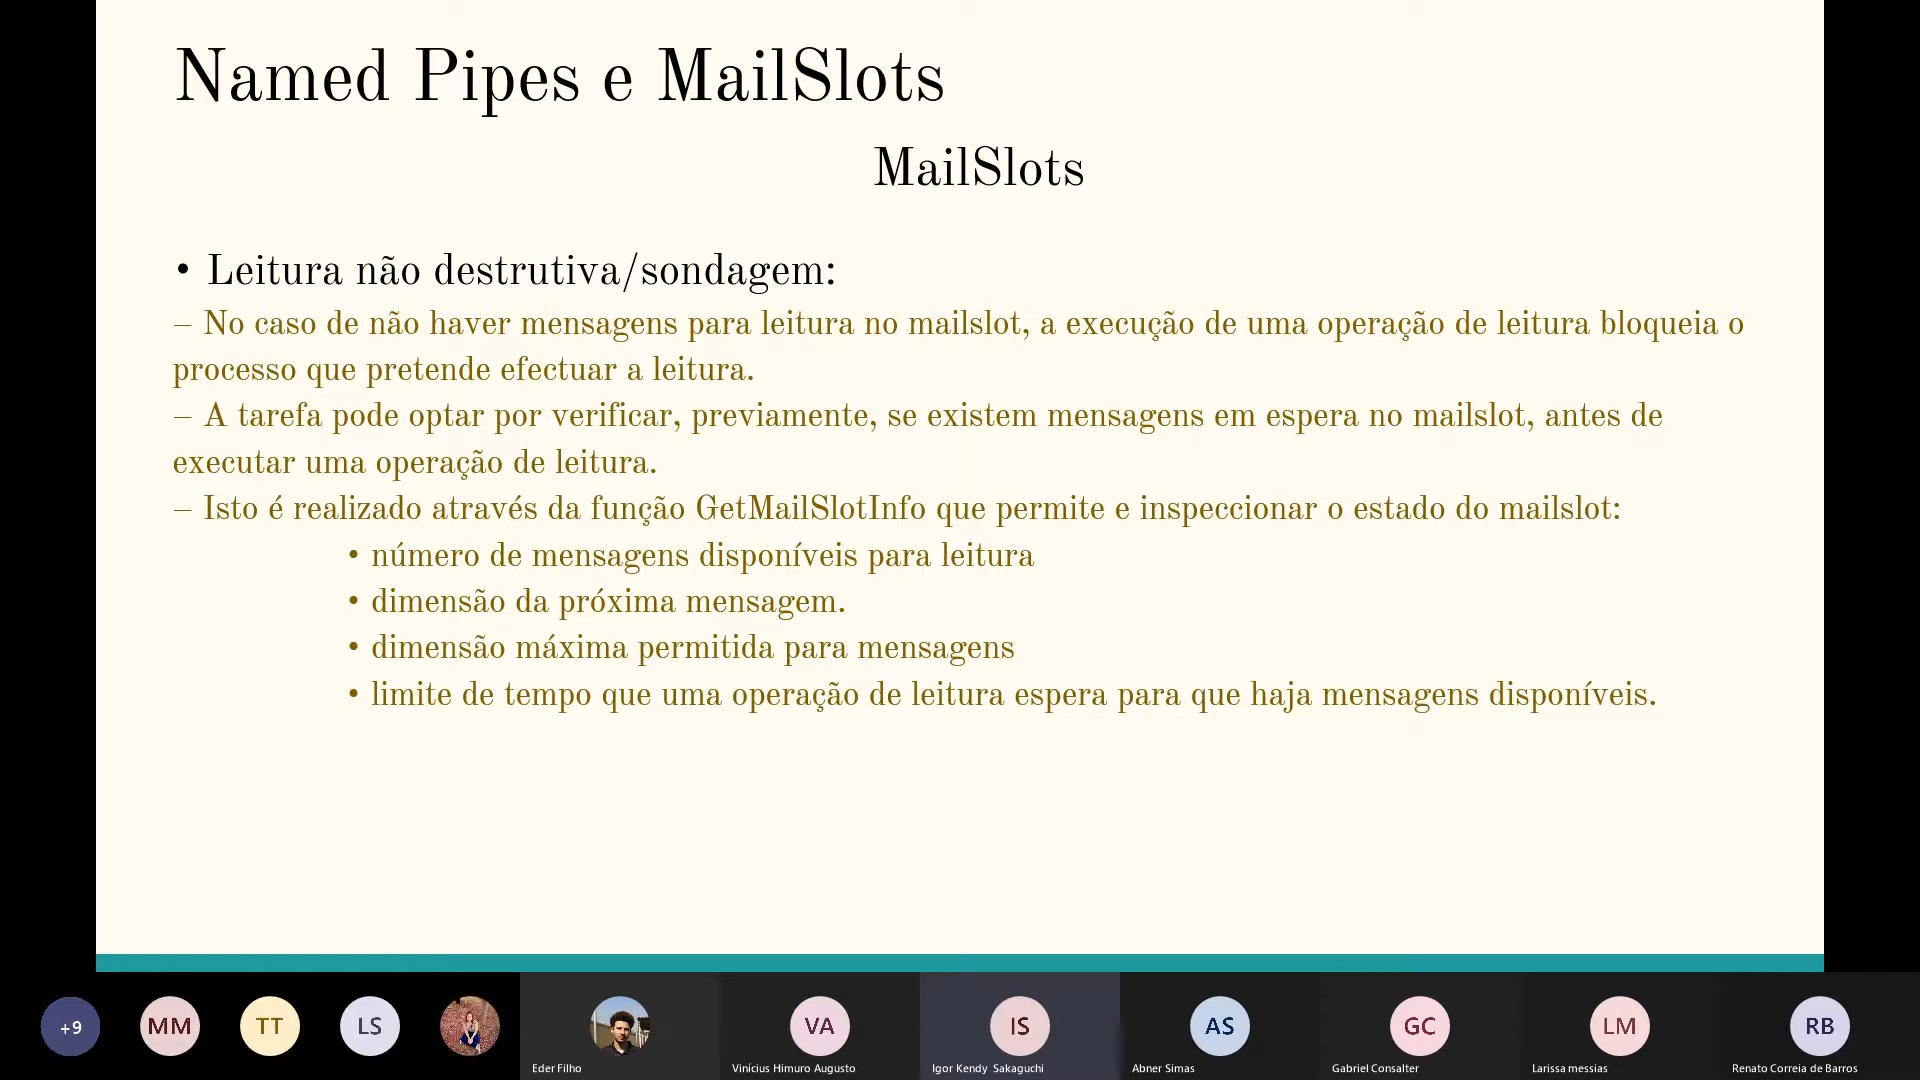 Named Pipes e MailSlots
MailSlots
• Leitura não destrutiva/sondagem:
– No caso de não haver mensagens para leitura no mailslot, a execução de uma operação de leitura bloqueia o
processo que pretende efectuar a leitura.
– A tarefa pode optar por verificar, previamente, se existem mensagens em espera no mailslot, antes de
executar uma operação de leitura.
– Isto é realizado através da função GetMailSlotInfo que permite e inspeccionar o estado do mailslot:
• número de mensagens disponíveis para leitura
• dimensão da próxima mensagem.
• dimensão máxima permitida para mensagens
• limite de tempo que uma operação de leitura espera para que haja mensagens disponíveis.
+9 MM TT LS VA IS AS GC LM RB
Eder Filho Vinícius Himuro Augusto Igor Kendy Sakaguchi Abner Simas Gabriel Consalter Larissa messias Renato Correia de Barros